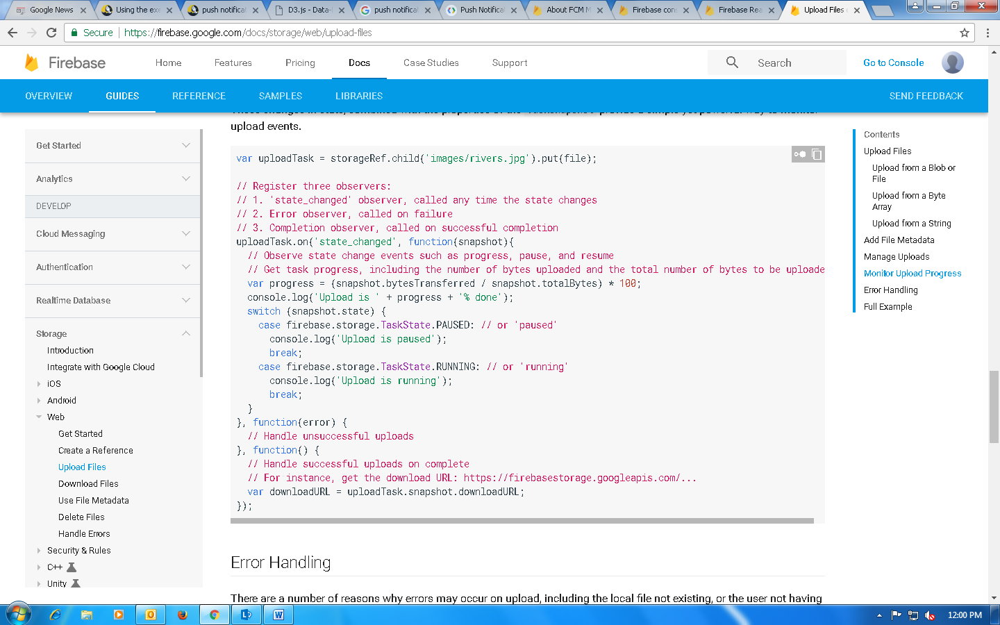 Google News
Using the exe
push notificat
D3.js - Data-
push notifica
Push Notifica
About FCM M
Firebase con
Firebase Rea
Upload Files
Secure
https://firebase.google.com/docs/storage/web/upload-files
Firebase
Home
Features
Pricing
Docs
Case Studies
Support
Search
Go to Console
OVERVIEW
GUIDES
REFERENCE
SAMPLES
LIBRARIES
SEND FEEDBACK
upload events.
Get Started
Analytics
DEVELOP
Cloud Messaging
Authentication
Realtime Database
Storage
Introduction
Integrate with Google Cloud
iOS
Android
Web
Get Started
Create a Reference
Upload Files
Download Files
Use File Metadata
Delete Files
Handle Errors
Security & Rules
C++
Unity
var uploadTask = storageRef.child('images/rivers.jpg').put(file);
// Register three observers:
// 1. 'state_changed' observer, called any time the state changes
// 2. Error observer, called on failure
// 3. Completion observer, called on successful completion
uploadTask.on('state_changed', function(snapshot){
// Observe state change events such as progress, pause, and resume
// Get task progress, including the number of bytes uploaded and the total number of bytes to be uploade
var progress = (snapshot.bytesTransferred / snapshot.totalBytes) * 100;
console.log('Upload is ' + progress + '% done');
switch (snapshot.state) {
case firebase.storage.TaskState.PAUSED: // or 'paused'
console.log('Upload is paused');
break;
case firebase.storage.TaskState.RUNNING: // or 'running'
console.log('Upload is running');
break;
}
}, function(error) {
// Handle unsuccessful uploads
}, function() {
// Handle successful uploads on complete
// For instance, get the download URL: https://firebasestorage.googleapis.com/...
var downloadURL = uploadTask.snapshot.downloadURL;
});
Error Handling
There are a number of reasons why errors may occur on upload, including the local file not existing, or the user not having
Contents
Upload Files
Upload from a Blob or
File
Upload from a Byte
Array
Upload from a String
Add File Metadata
Manage Uploads
Monitor Upload Progress
Error Handling
Full Example
12:00 PM